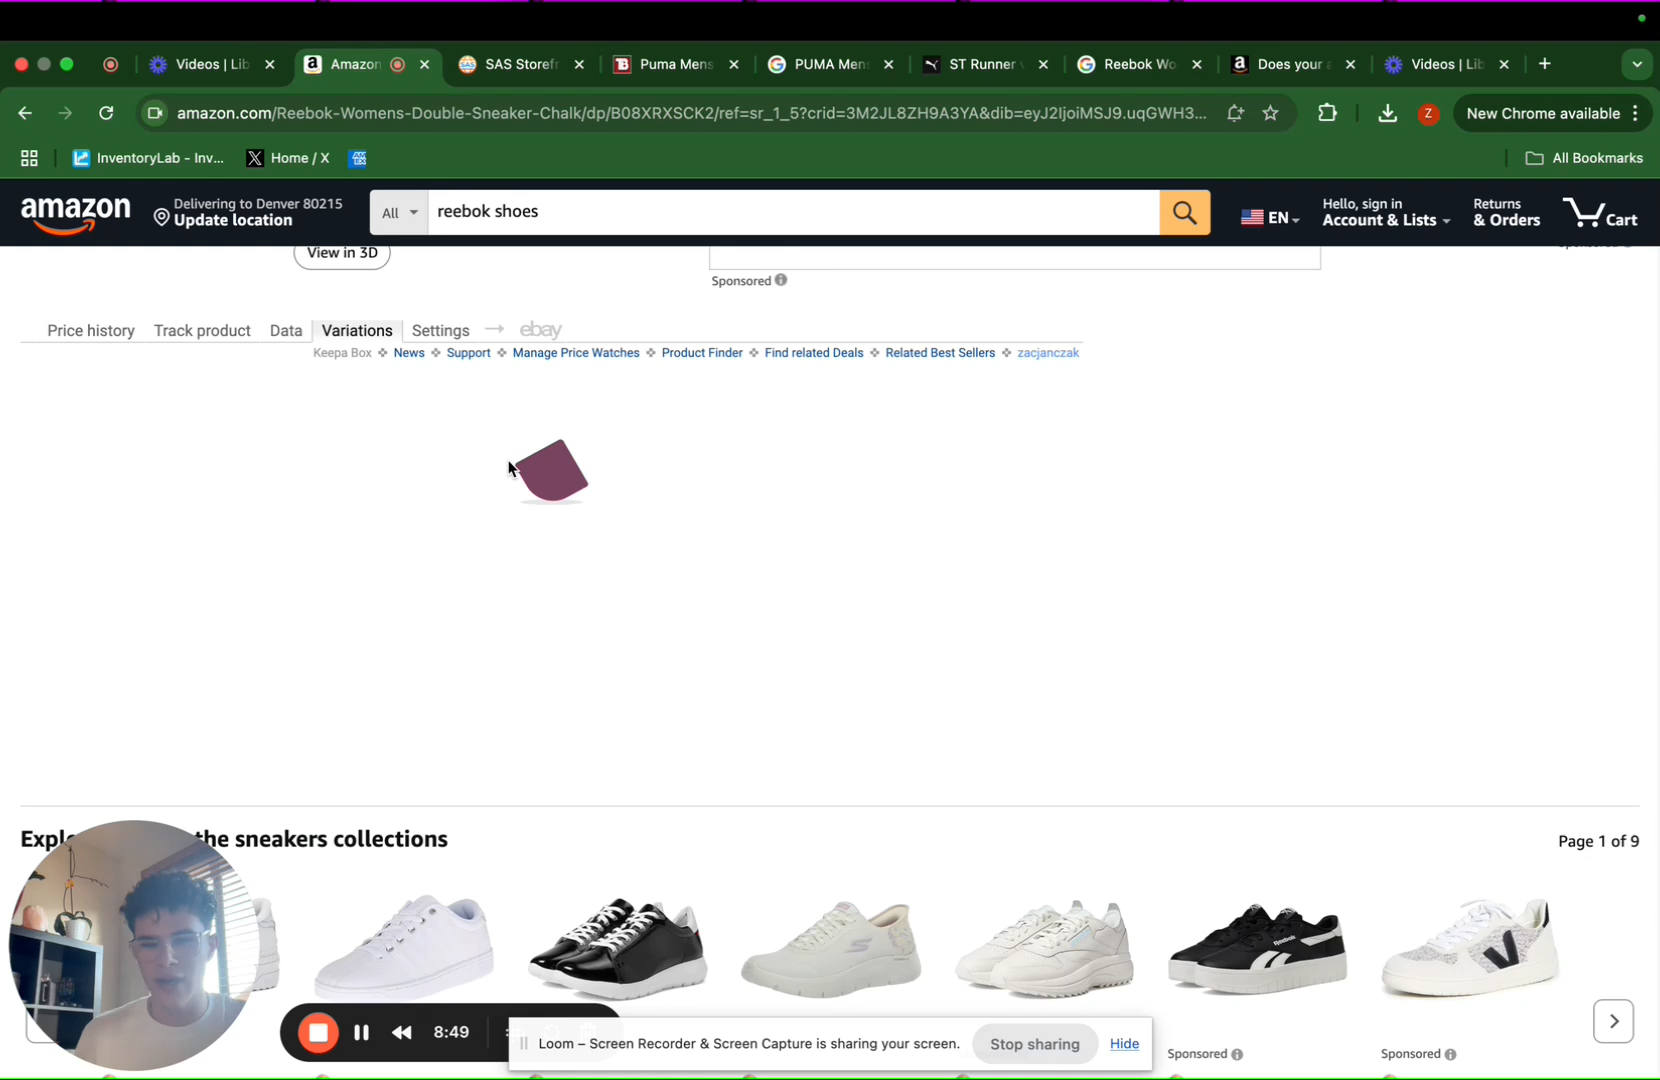 Videos | Lib
Amazon
SAS Storef
Puma Mens
PUMA Men
ST Runner
Reebok Wo
Does your a
Videos | Lib
amazon.com/Reebok-Womens-Double-Sneaker-Chalk/dp/B08XRXSCK2/ref=sr_1_5?crid=3M2JL8ZH9A3YA&dib=eyJ2IjoiMSJ9.uqGWH3...
Z
New Chrome available
InventoryLab - Inv...
Home / X
All Bookmarks
amazon
Delivering to Denver 80215
Update location
All
reebok shoes
EN
Hello, sign in
Account & Lists
Returns
& Orders
Cart
View in 3D
Sponsored
Price history
Track product
Data
Variations
Settings
ebay
Keepa Box
News
Support
Manage Price Watches
Product Finder
Find related Deals
Related Best Sellers
zacjanczak
the sneakers collections
Page 1 of 9
8:49
Loom – Screen Recorder & Screen Capture is sharing your screen.
Stop sharing
Hide
Sponsored
Sponsored